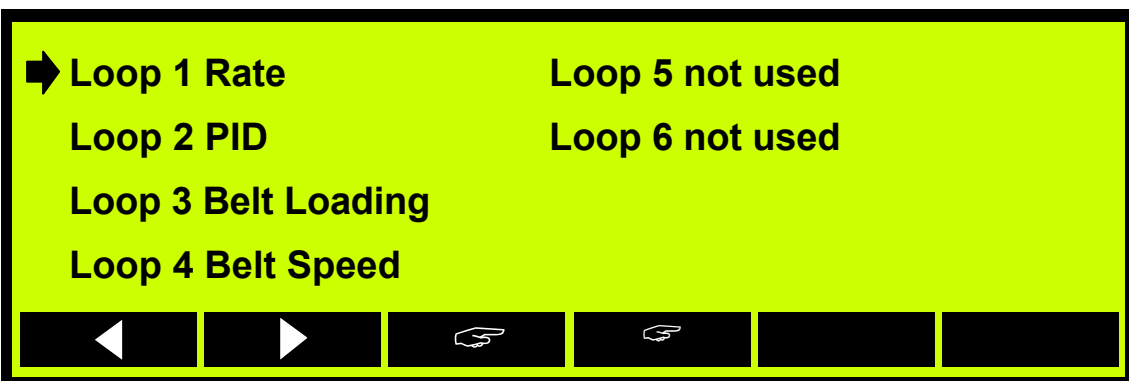 Loop 1 Rate
Loop 2 PID
Loop 3 Belt Loading
Loop 4 Belt Speed
Loop 5 not used
Loop 6 not used